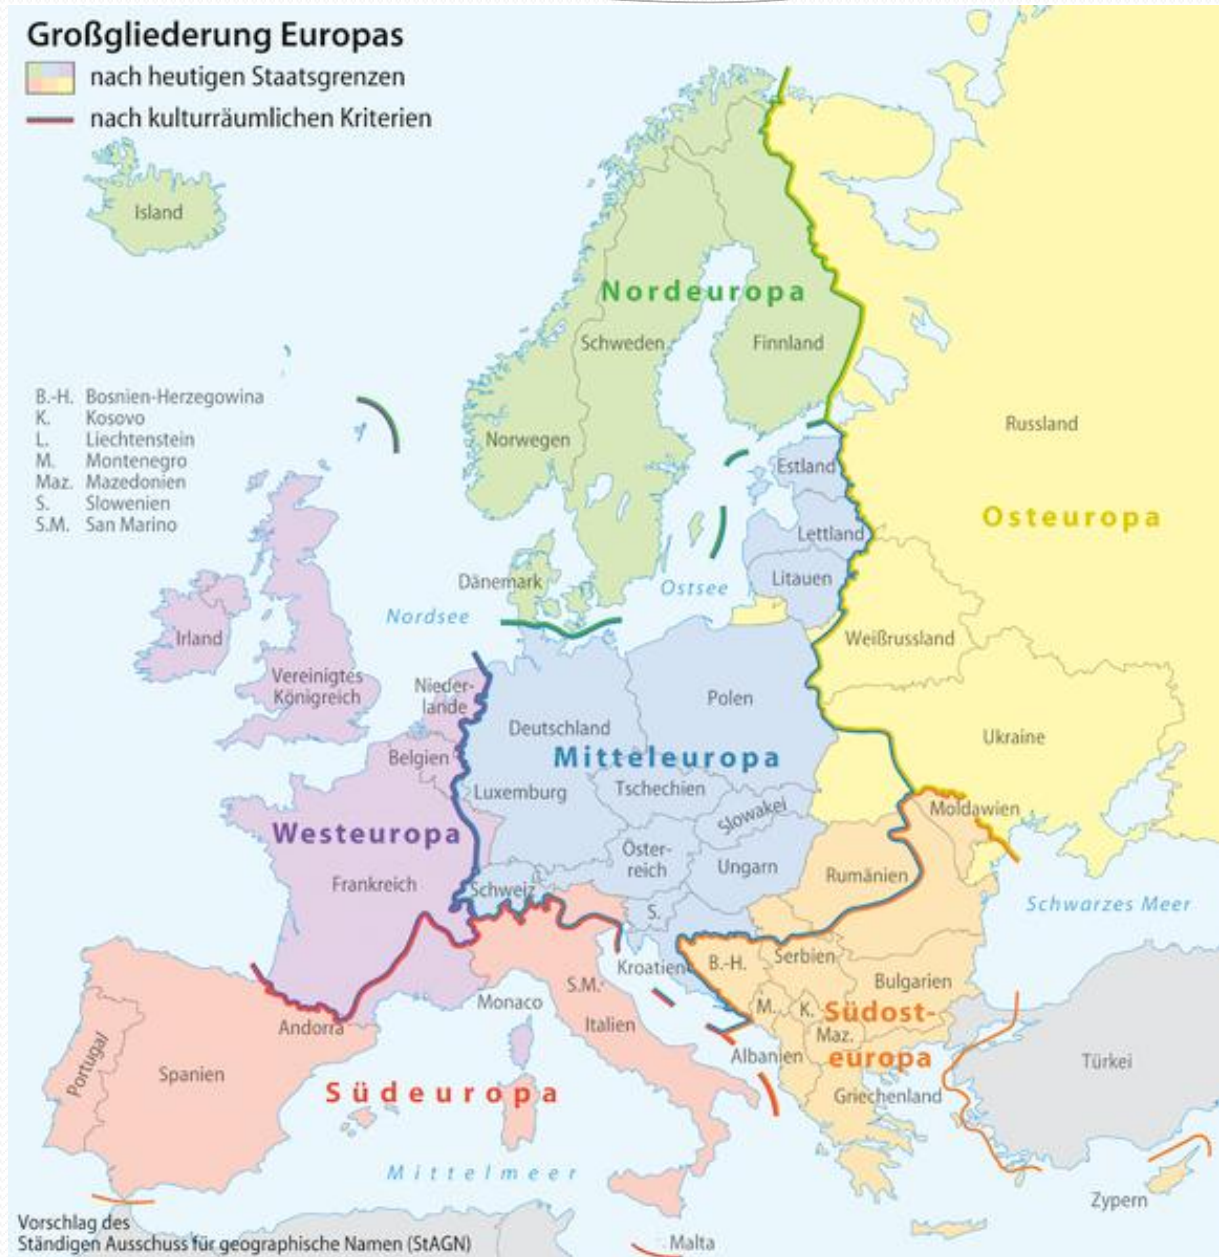 Großgliederung Europas
nach heutigen Staatsgrenzen
nach kulturräumlichen Kriterien
Island
Nordeuropa
Schweden
Finnland
B.-H. Bosnien-Herzegowina
K. Kosovo
L. Liechtenstein
M. Montenegro
Maz. Mazedonien
S. Slowenien
S.M. San Marino
Norwegen
Russland
Estland
Osteuropa
Lettland
Dänemark
Ostsee
Litauen
Nordsee
Irland
Weißrussland
Vereinigtes
Königreich
Nieder-
lande
Polen
Deutschland
Ukraine
Belgien
Mitteleuropa
Luxemburg
Tschechien
Slowakei
Moldawien
Westeuropa
Öster-
reich
Ungarn
Rumänien
Frankreich
Schweiz
S.
Schwarzes Meer
Kroatien
B.-H.
Serbien
Bulgarien
S.M.
Monaco
M.
K.
Südost-
europa
Andorra
Italien
Maz.
Portugal
Spanien
Albanien
Türkei
Südeuropa
Griechenland
Mittelmeer
Zypern
Vorschlag des
Ständigen Ausschuss für geographische Namen (StAGN)
Malta